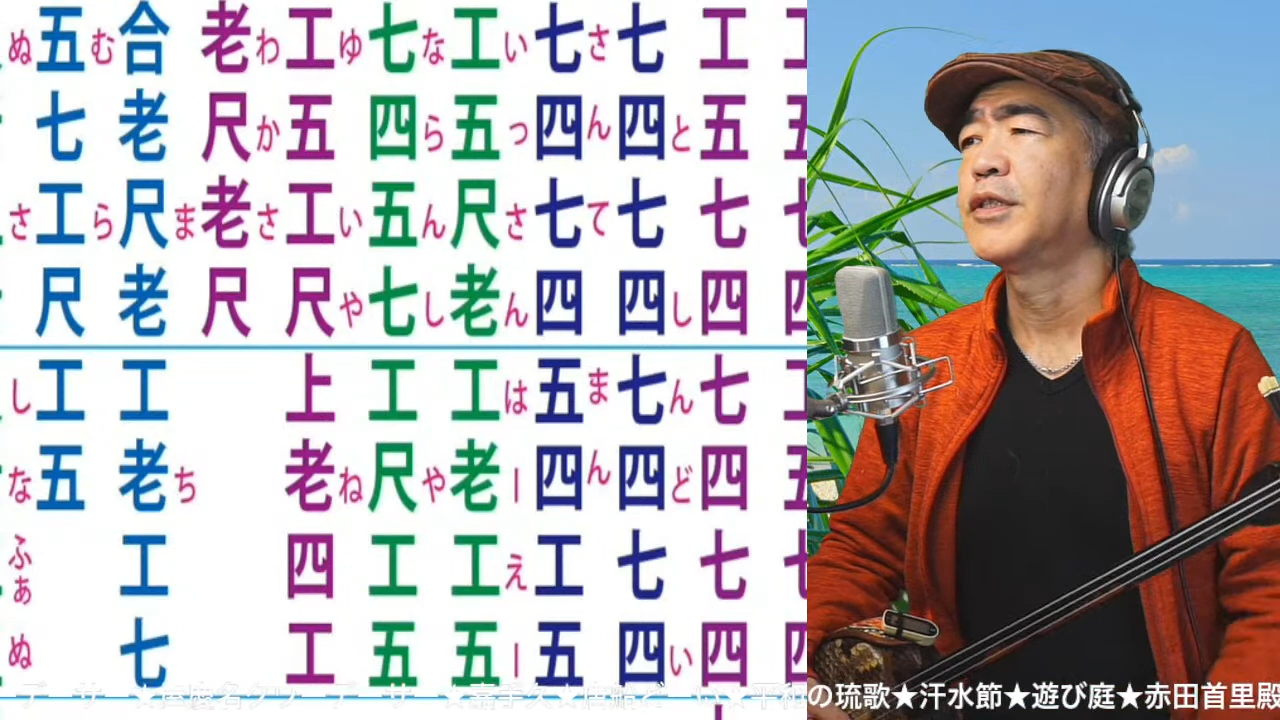 工五七四七四七四
としんどい
七四七四七四七四
さんてまん
七四七四五四工五
いっさんはーえー
工五尺老工老工五
ならんしや
七四五七工尺工五
ゆいやね
工五工尺上老四工
わかさ
老尺老尺
まち
合老尺老工老工七
むら
五七工尺工五
ぬさしなふぁぬ
の琉歌★汗水節★遊び庭★赤田首里殿